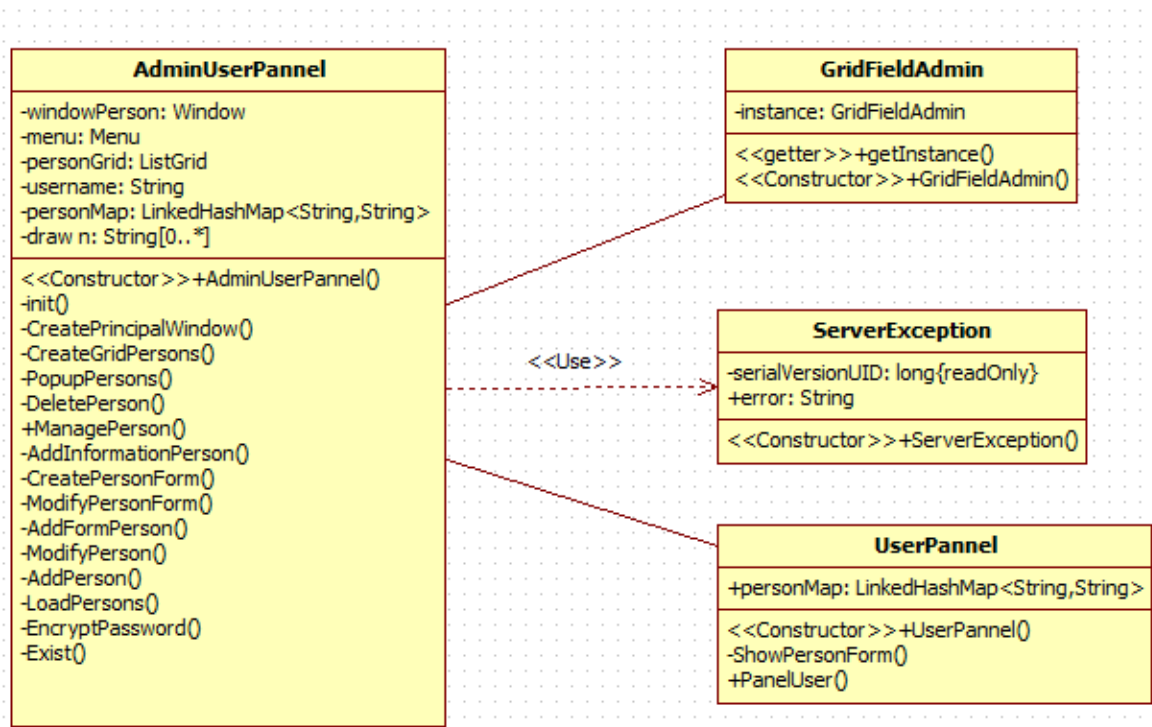 AdminUserPannel
-windowPerson: Window
-menu: Menu
-personGrid: ListGrid
-username: String
-personMap: LinkedHashMap<String,String>
-draw n: String[0..*]
<<Constructor>>+AdminUserPannel()
-init()
-CreatePrincipalWindow()
-CreateGridPersons()
-PopupPersons()
-DeletePerson()
+ManagePerson()
-AddInformationPerson()
-CreatePersonForm()
-ModifyPersonForm()
-AddFormPerson()
-ModifyPerson()
-AddPerson()
-LoadPersons()
-EncryptPassword()
-Exist()
<<Use>>
GridFieldAdmin
-instance: GridFieldAdmin
<<getter>>+getInstance()
<<Constructor>>+GridFieldAdmin()
ServerException
-serialVersionUID: long{readOnly}
+error: String
<<Constructor>>+ServerException()
UserPannel
+personMap: LinkedHashMap<String,String>
<<Constructor>>+UserPannel()
-ShowPersonForm()
+PanelUser()